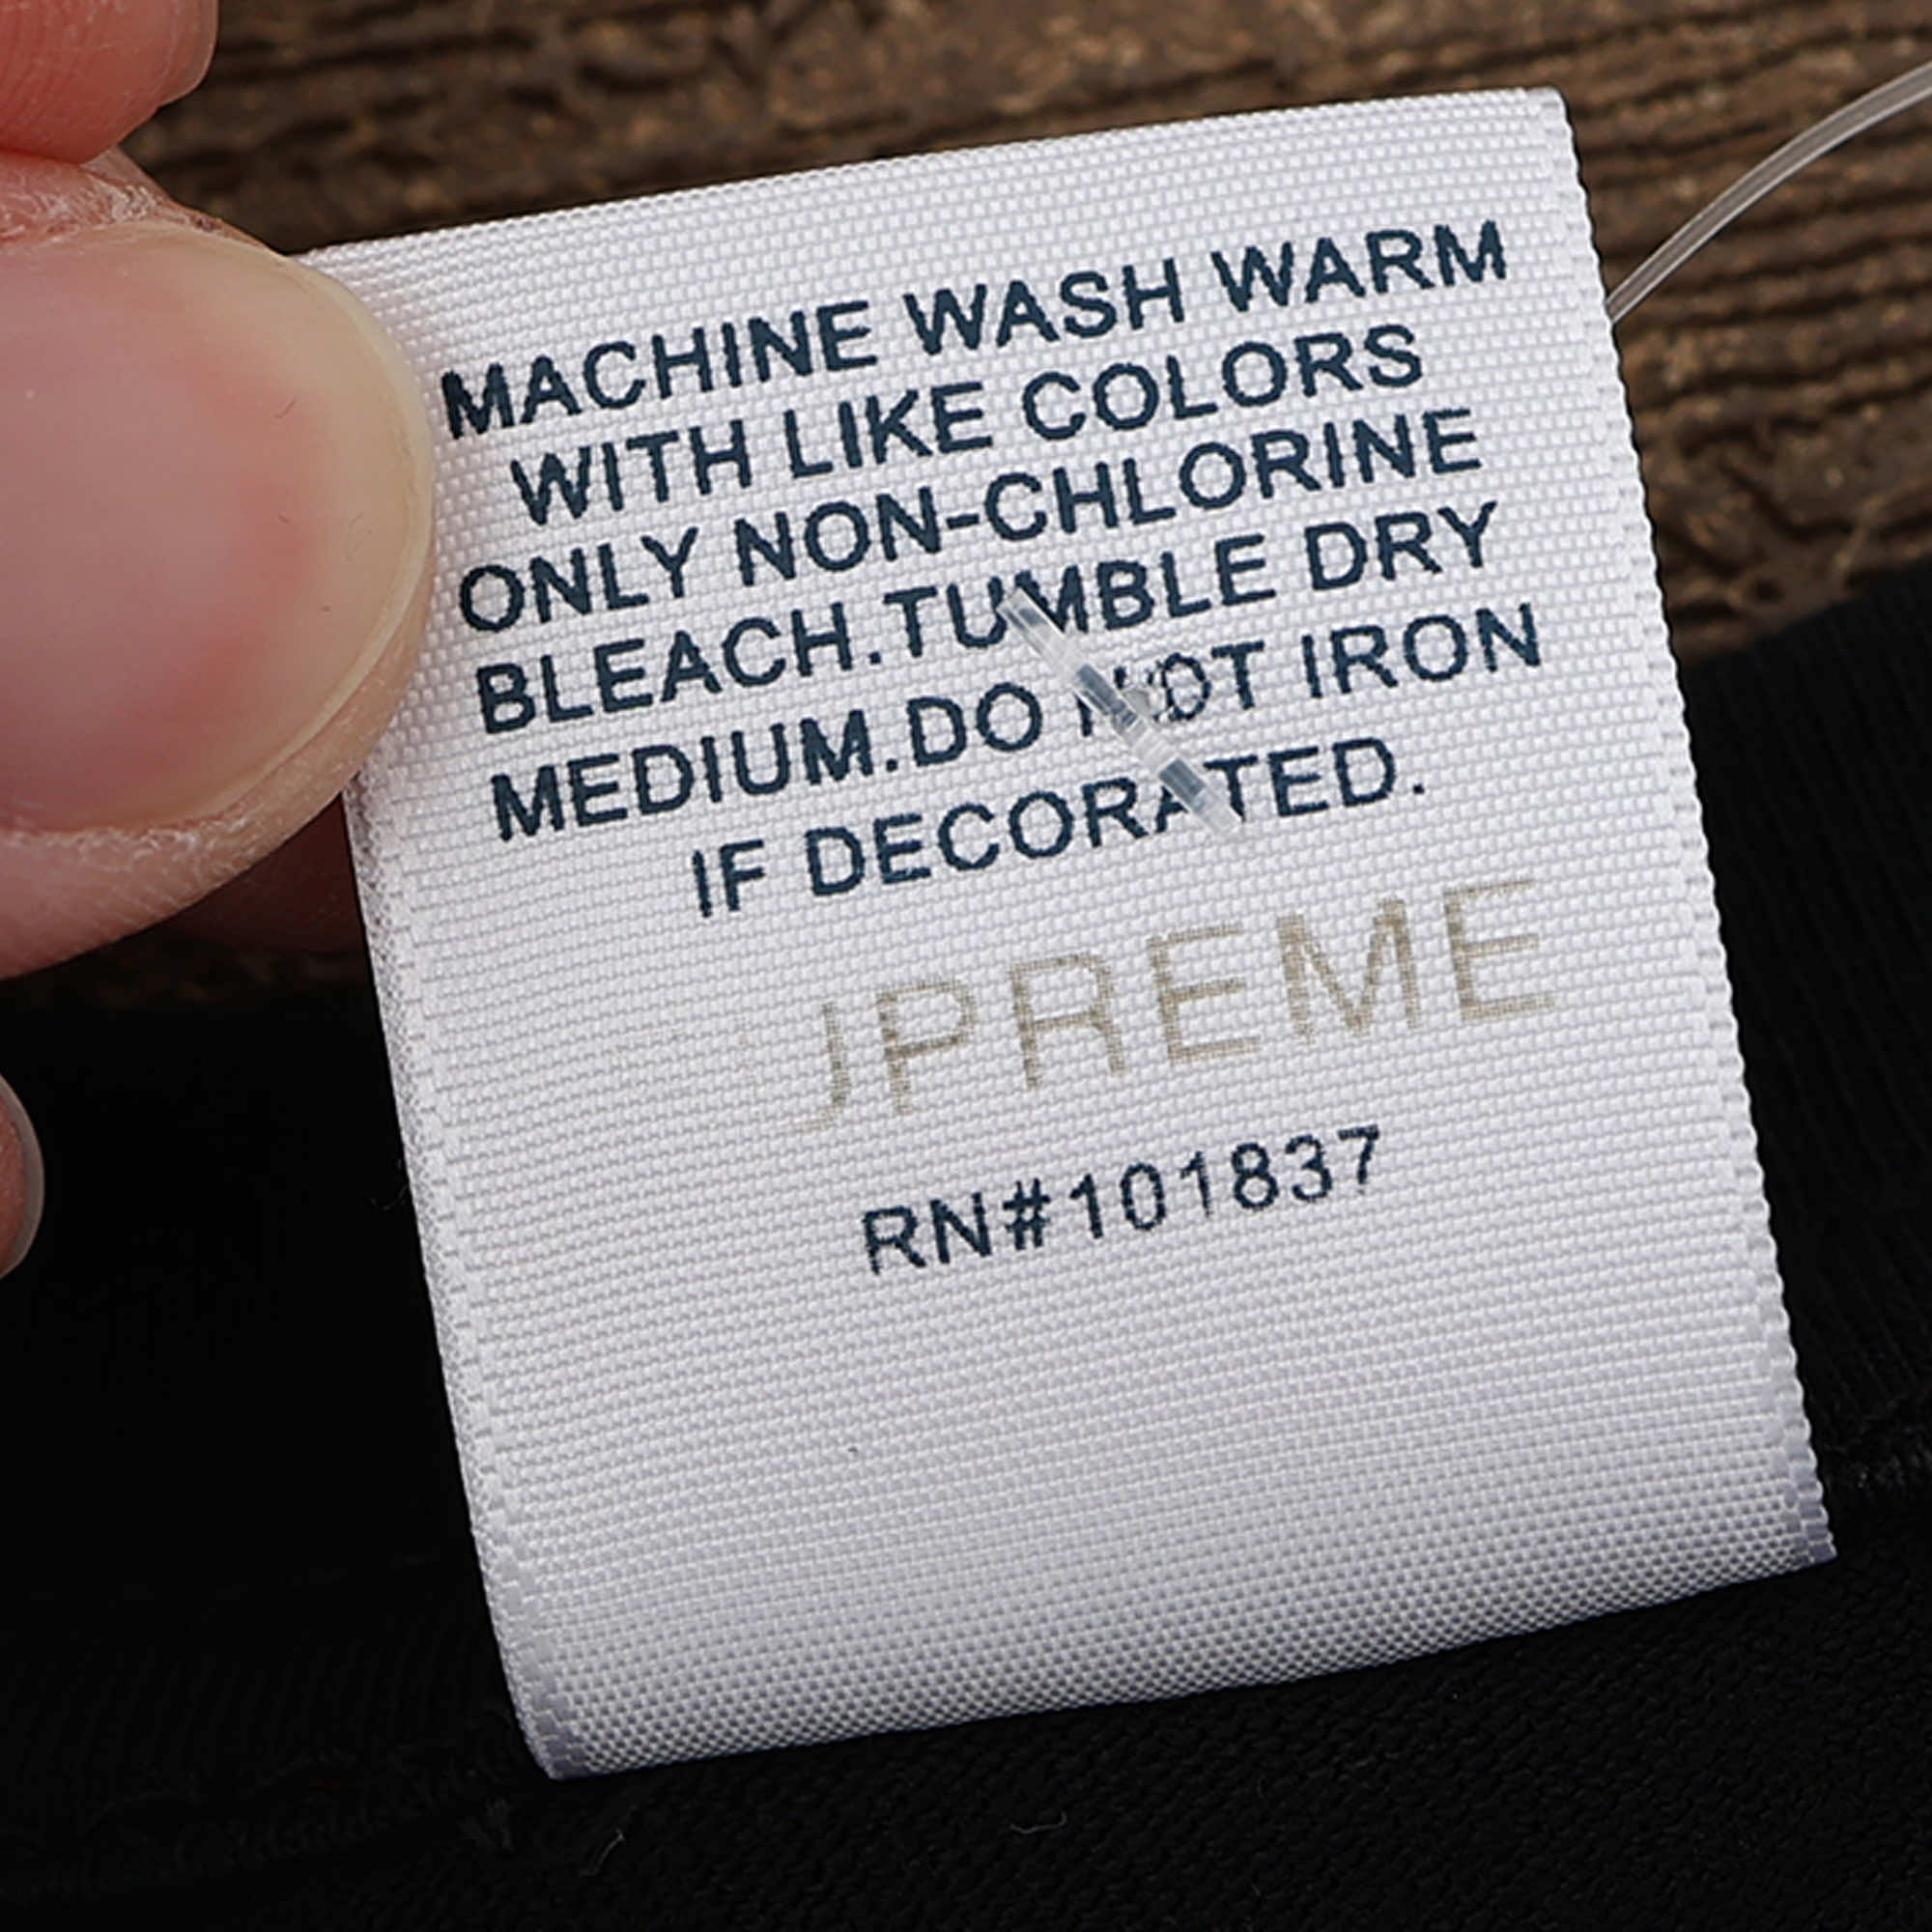 MACHINE WASH WARM
WITH LIKE COLORS
ONLY NON-CHLORINE
BLEACH.TUMBLE DRY
MEDIUM.DO NOT IRON
IF DECORATED.
UPREME
RN#101837